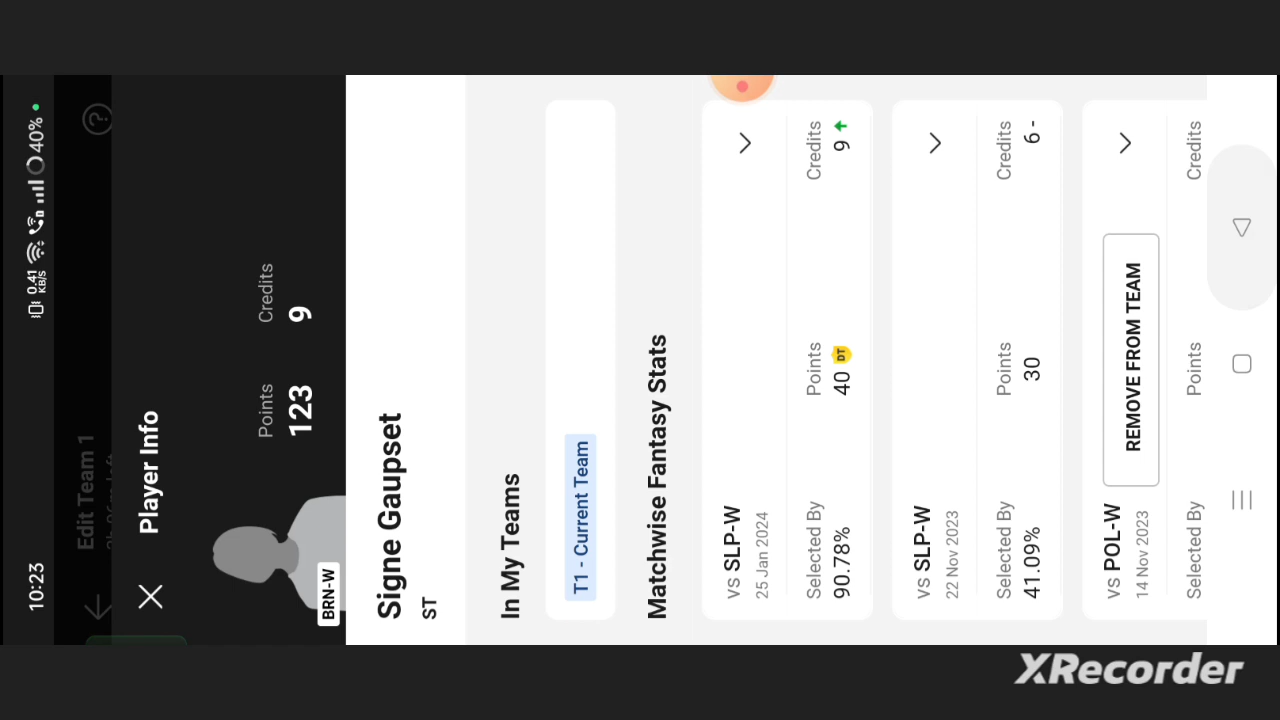 10:23
0.41 KB/S
40%
Edit Team 1
Player Info
Points
Credits
123
9
BRN-W
Signe Gaupset
ST
In My Teams
T1 - Current Team
Matchwise Fantasy Stats
vs SLP-W
25 Jan 2024
Selected By
Points
Credits
90.78%
40 DT
9
vs SLP-W
22 Nov 2023
Selected By
Points
Credits
41.09%
30
6 -
vs POL-W
14 Nov 2023
REMOVE FROM TEAM
Selected By
Points
Credits
XRecorder